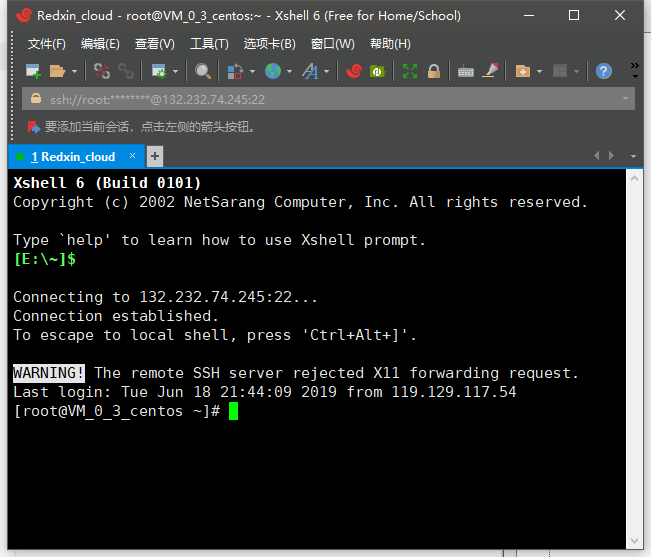 Redxin_cloud - root@VM_0_3_centos:~ - Xshell 6 (Free for Home/School)
文件(F) 编辑(E) 查看(V) 工具(T) 选项卡(B) 窗口(W) 帮助(H)
ssh://root:********@132.232.74.245:22
要添加当前会话，点击左侧的箭头按钮。
1 Redxin_cloud × +
Xshell 6 (Build 0101)
Copyright (c) 2002 NetSarang Computer, Inc. All rights reserved.
Type `help' to learn how to use Xshell prompt.
[E:\~]$
Connecting to 132.232.74.245:22...
Connection established.
To escape to local shell, press 'Ctrl+Alt+]'.
WARNING! The remote SSH server rejected X11 forwarding request.
Last login: Tue Jun 18 21:44:09 2019 from 119.129.117.54
[root@VM_0_3_centos ~]#